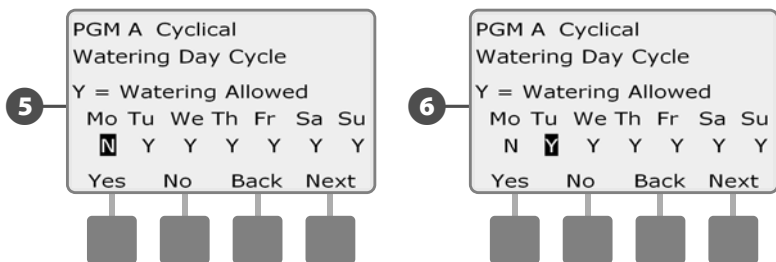 PGM A Cyclical
Watering Day Cycle
Y = Watering Allowed
Mo Tu We Th Fr Sa Su
N Y Y Y Y Y Y
Yes No Back Next
5
PGM A Cyclical
Watering Day Cycle
Y = Watering Allowed
Mo Tu We Th Fr Sa Su
N Y Y Y Y Y Y
Yes No Back Next
6